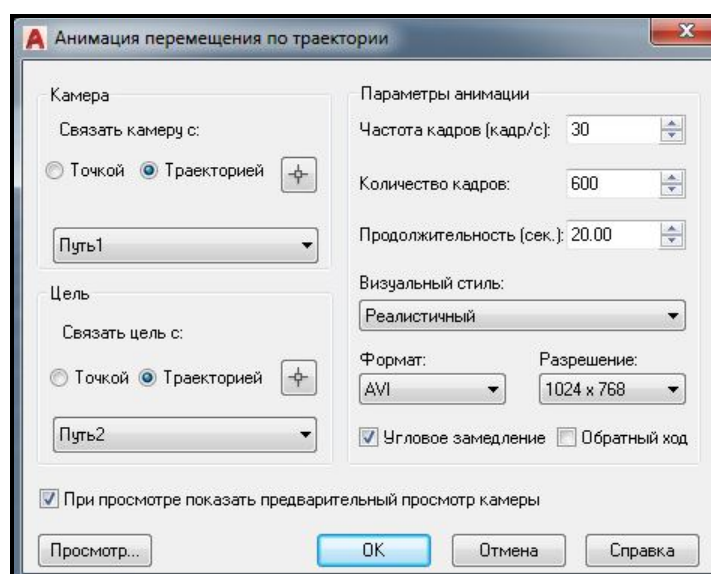 Анимация перемещения по траектории
Камера
Связать камеру с:
Точкой Траекторией
Путь1
Цель
Связать цель с:
Точкой Траекторией
Путь2
Параметры анимации
Частота кадров (кадр/с): 30
Количество кадров: 600
Продолжительность (сек.): 20.00
Визуальный стиль:
Реалистичный
Формат: Разрешение:
AVI 1024 x 768
Угловое замедление Обратный ход
При просмотре показать предварительный просмотр камеры
Просмотр... OK Отмена Справка